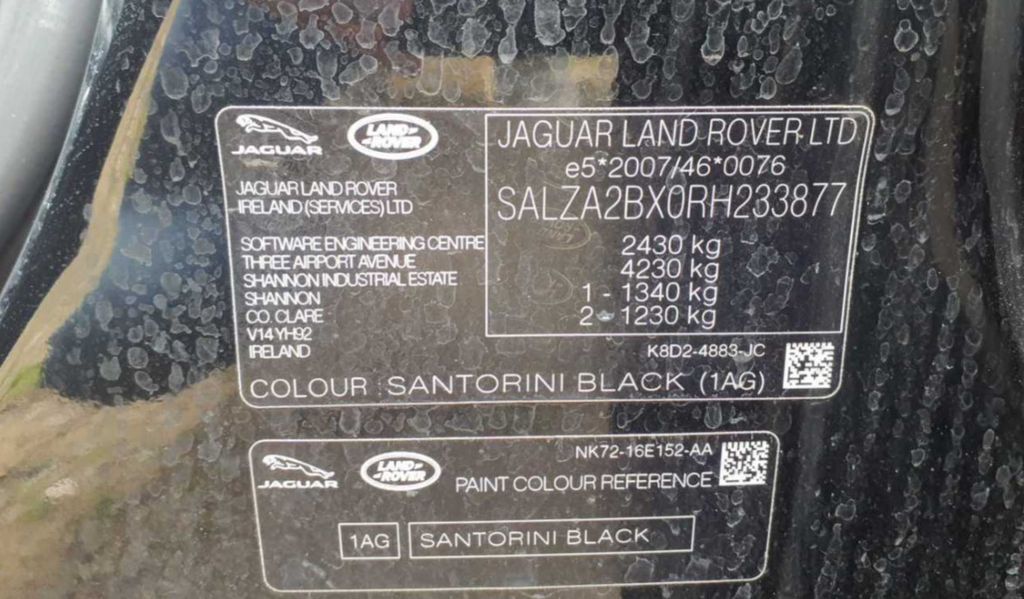 JAGUAR
LAND ROVER
JAGUAR LAND ROVER
IRELAND (SERVICES) LTD
SOFTWARE ENGINEERING CENTRE
THREE AIRPORT AVENUE
SHANNON INDUSTRIAL ESTATE
SHANNON
CO. CLARE
V14 YH92
IRELAND
JAGUAR LAND ROVER LTD
e5*2007/46*0076
SALZA2BX0RH233877
2430 kg
4230 kg
1 - 1340 kg
2 - 1230 kg
K8D2-4883-JC
COLOUR : SANTORINI BLACK (1AG)
JAGUAR
LAND ROVER
NK72-16E152-AA
PAINT COLOUR REFERENCE
1AG SANTORINI BLACK